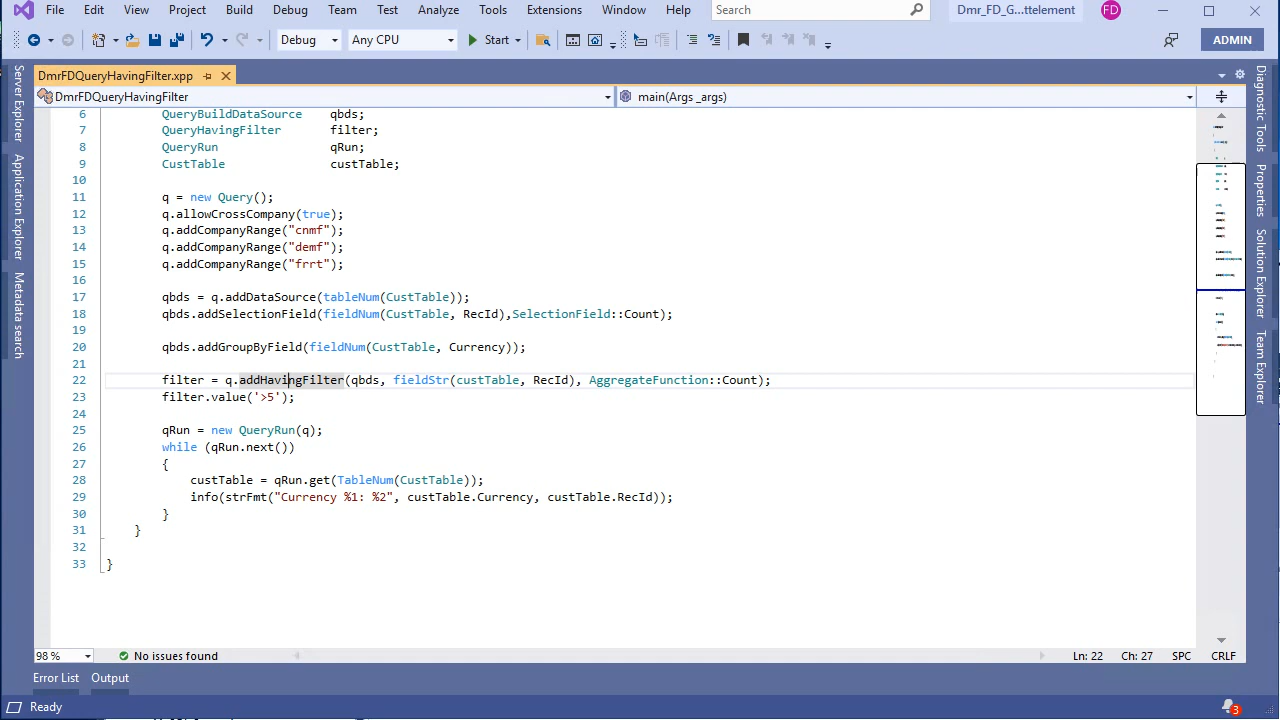 File Edit View Project Build Debug Team Tools Test Analyze Tools Extensions Window Help Search Dmr_FD_G...ttelement FD
Debug Any CPU Start ADMIN
DmrFDQueryHavingFilter.xpp
DmrFDQueryHavingFilter main(Args _args)
6 QueryBuildDataSource qbds;
7 QueryHavingFilter filter;
8 QueryRun qRun;
9 CustTable custTable;
10
11 q = new Query();
12 q.allowCrossCompany(true);
13 q.addCompanyRange("cnmf");
14 q.addCompanyRange("demf");
15 q.addCompanyRange("frrt");
16
17 qbds = q.addDataSource(tableNum(CustTable));
18 qbds.addSelectionField(fieldNum(CustTable, RecId),SelectionField::Count);
19
20 qbds.addGroupByField(fieldNum(CustTable, Currency));
21
22 filter = q.addHavingFilter(qbds, fieldStr(custTable, RecId), AggregateFunction::Count);
23 filter.value('>5');
24
25 qRun = new QueryRun(q);
26 while (qRun.next())
27 {
28 custTable = qRun.get(TableNum(CustTable));
29 info(strFmt("Currency %1: %2", custTable.Currency, custTable.RecId));
30 }
31 }
32
33 }
Server Explorer
Application Explorer
Metadata search
Diagnostic Tools
Properties
Solution Explorer
Team Explorer
98 % No issues found Ln: 22 Ch: 27 SPC CRLF
Error List Output
Ready 3